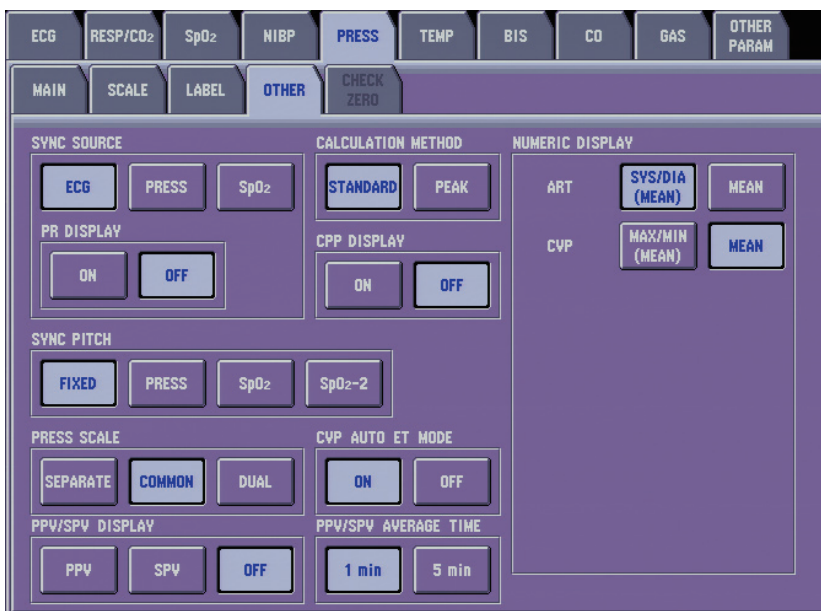 ECG RESP/CO2 SpO2 NIBP PRESS TEMP BIS CO GAS OTHER PARAM
MAIN SCALE LABEL OTHER CHECK ZERO
SYNC SOURCE
ECG PRESS SpO2
PR DISPLAY
ON OFF
CALCULATION METHOD
STANDARD PEAK
CPP DISPLAY
ON OFF
NUMERIC DISPLAY
ART SYS/DIA (MEAN) MEAN
CVP MAX/MIN (MEAN) MEAN
SYNC PITCH
FIXED PRESS SpO2 SpO2-2
PRESS SCALE
SEPARATE COMMON DUAL
CVP AUTO ET MODE
ON OFF
PPV/SPV DISPLAY
PPV SPV OFF
PPV/SPV AVERAGE TIME
1 min 5 min